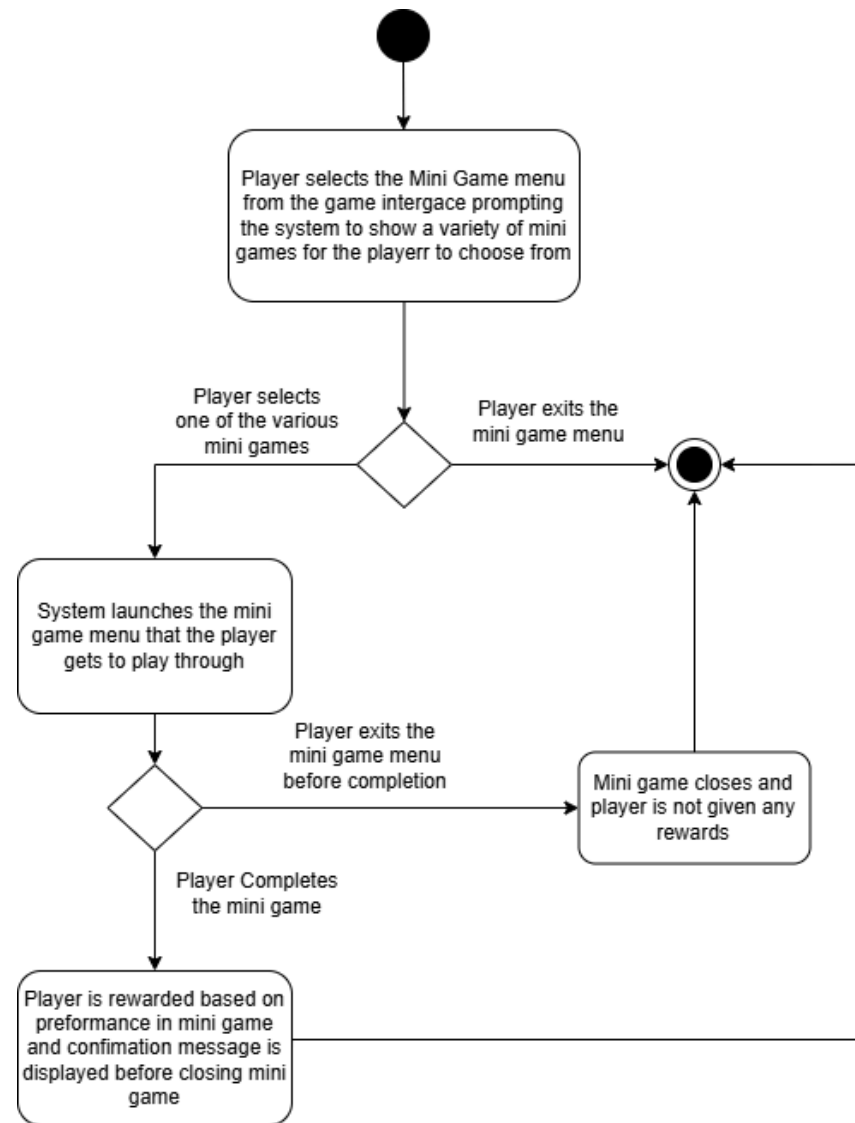 Player selects the Mini Game menu
from the game intergace prompting
the system to show a variety of mini
games for the playerr to choose from
Player selects
one of the various
mini games
Player exits the
mini game menu
System launches the mini
game menu that the player
gets to play through
Player exits the
mini game menu
before completion
Mini game closes and
player is not given any
rewards
Player Completes
the mini game
Player is rewarded based on
preformance in mini game
and confimation message is
displayed before closing mini
game